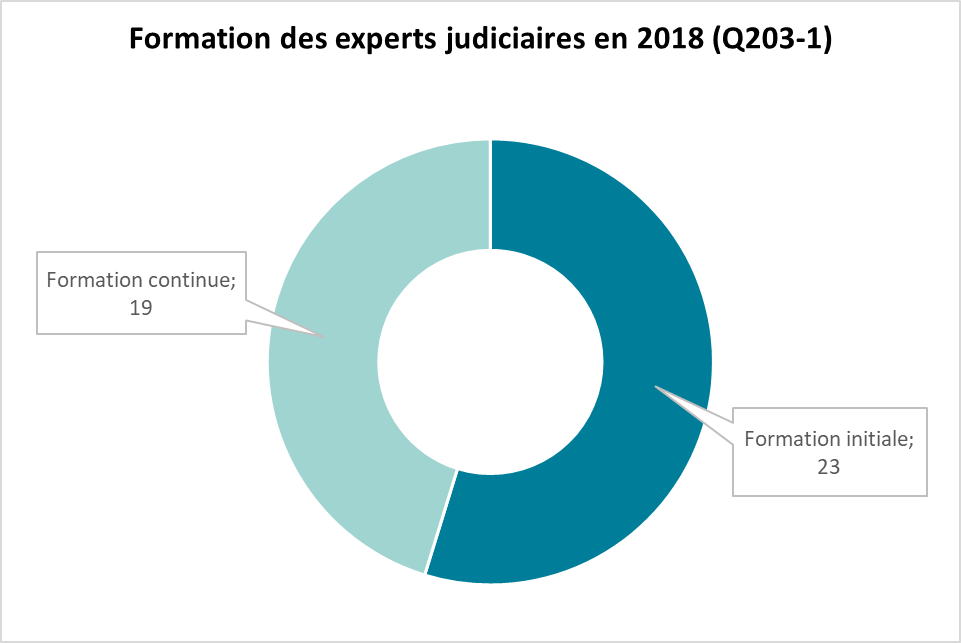 Formation des experts judiciaires en 2018 (Q203-1)
Formation continue;
19
Formation initiale;
23